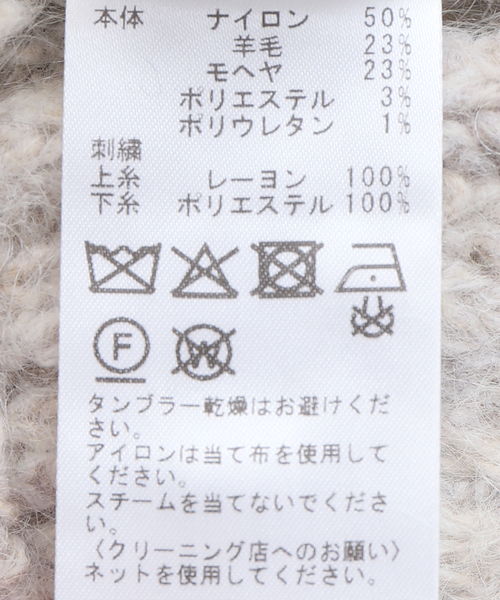 本体 ナイロン 50%
羊毛 23%
モヘヤ 23%
ポリエステル 3%
ポリウレタン 1%
刺繍
上糸 レーヨン 100%
下糸 ポリエステル 100%
F W
タンブラー乾燥はお避けくだ
さい。
アイロンは当て布を使用して
ください。
スチームを当てないでくださ
い。
〈クリーニング店へのお願い〉
ネットを使用してください。